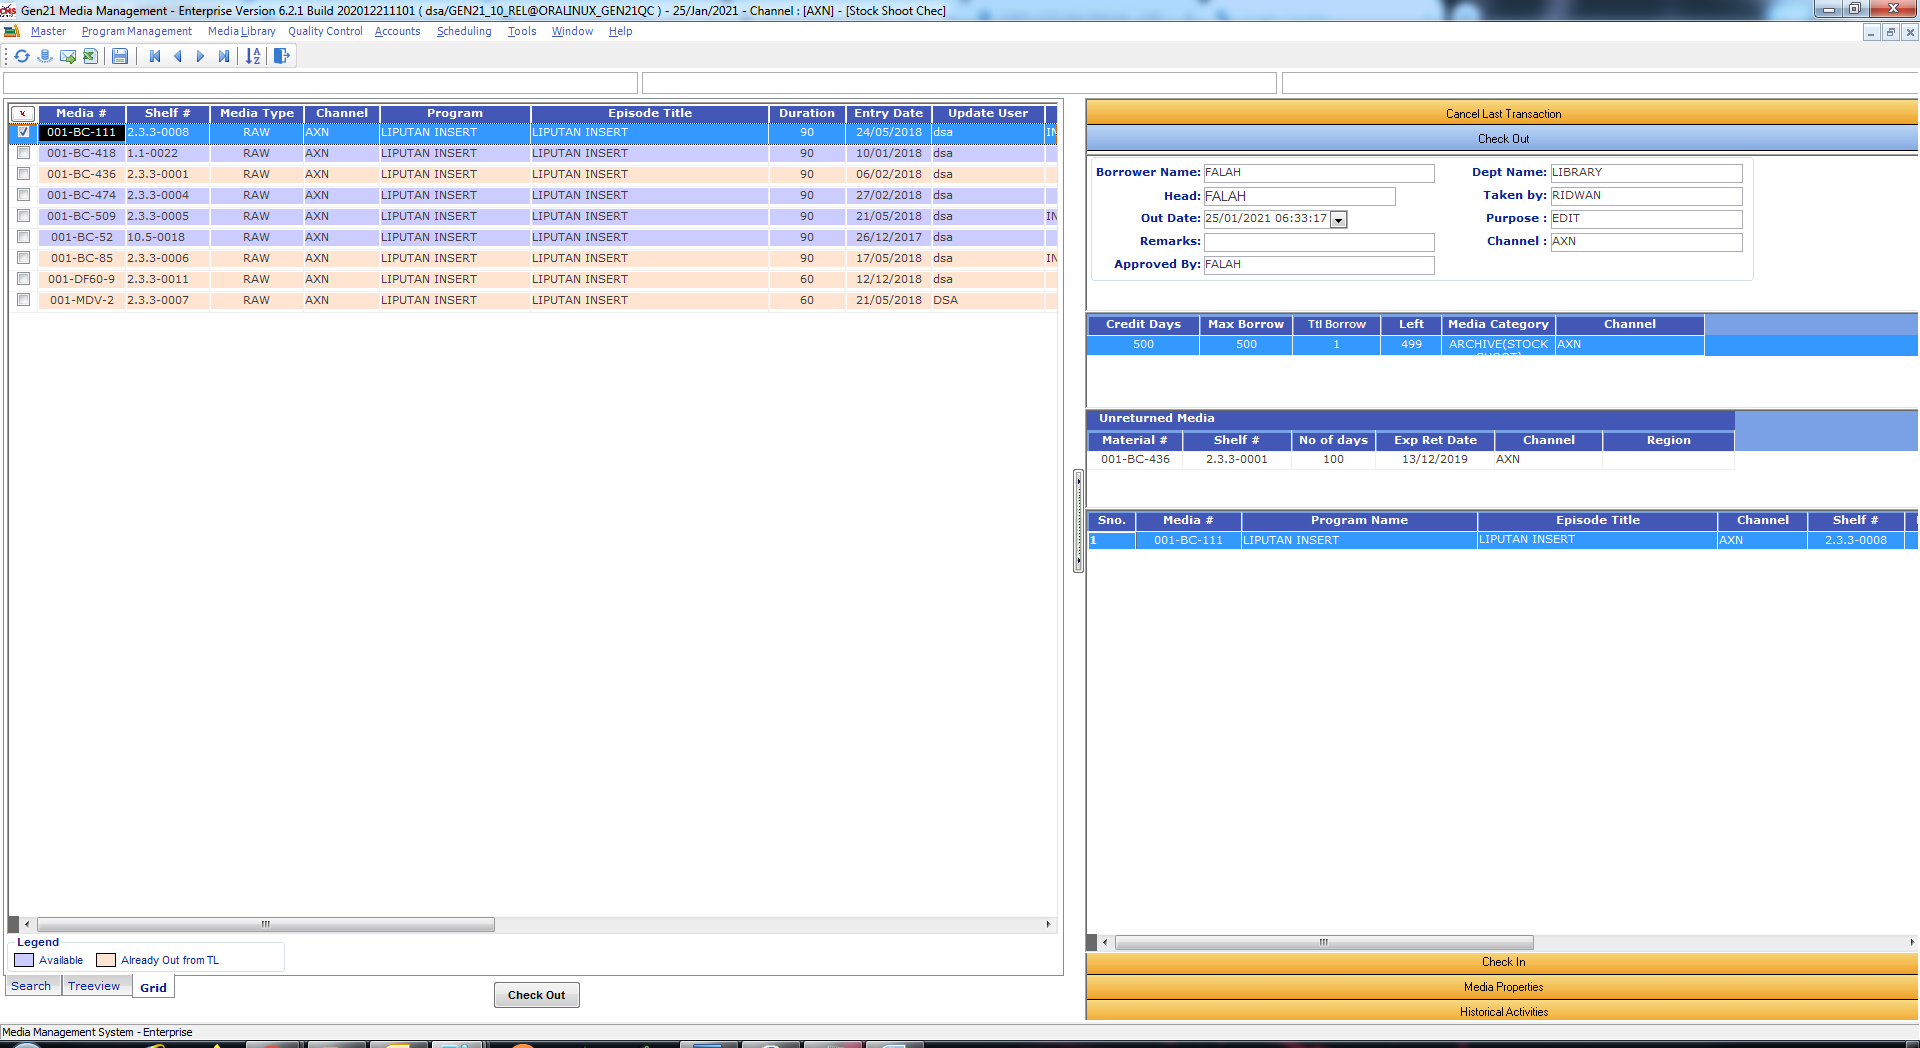 Gen21 Media Management - Enterprise Version 6.2.1 Build 202012211101 ( dsa/GEN21_10_REL@ORALINUX_GEN21QC ) - 25/Jan/2021 - Channel : [AXN] - [Stock Shoot Chec]
Master Program Management Media Library Quality Control Accounts Scheduling Tools Window Help
x Media # Shelf # Media Type Channel Program Episode Title Duration Entry Date Update User
001-BC-111 2.3.3-0008 RAW AXN LIPUTAN INSERT LIPUTAN INSERT 90 24/05/2018 dsa IN
001-BC-418 1.1-0022 RAW AXN LIPUTAN INSERT LIPUTAN INSERT 90 10/01/2018 dsa
001-BC-436 2.3.3-0001 RAW AXN LIPUTAN INSERT LIPUTAN INSERT 90 06/02/2018 dsa
001-BC-474 2.3.3-0004 RAW AXN LIPUTAN INSERT LIPUTAN INSERT 90 27/02/2018 dsa
001-BC-509 2.3.3-0005 RAW AXN LIPUTAN INSERT LIPUTAN INSERT 90 21/05/2018 dsa IN
001-BC-52 10.5-0018 RAW AXN LIPUTAN INSERT LIPUTAN INSERT 90 26/12/2017 dsa
001-BC-85 2.3.3-0006 RAW AXN LIPUTAN INSERT LIPUTAN INSERT 90 17/05/2018 dsa IN
001-DF60-9 2.3.3-0011 RAW AXN LIPUTAN INSERT LIPUTAN INSERT 60 12/12/2018 dsa
001-MDV-2 2.3.3-0007 RAW AXN LIPUTAN INSERT LIPUTAN INSERT 60 21/05/2018 DSA
Legend
Available Already Out from TL
Search Treeview Grid
Check Out
Cancel Last Transaction
Check Out
Borrower Name: FALAH Dept Name: LIBRARY
Head: FALAH Taken by: RIDWAN
Out Date: 25/01/2021 06:33:17 Purpose : EDIT
Remarks: Channel : AXN
Approved By: FALAH
Credit Days Max Borrow Ttl Borrow Left Media Category Channel
500 500 1 499 ARCHIVE(STOCK SHOOT) AXN
Unreturned Media
Material # Shelf # No of days Exp Ret Date Channel Region
001-BC-436 2.3.3-0001 100 13/12/2019 AXN
Sno. Media # Program Name Episode Title Channel Shelf #
1 001-BC-111 LIPUTAN INSERT LIPUTAN INSERT AXN 2.3.3-0008
Check In
Media Properties
Historical Activities
Media Management System - Enterprise